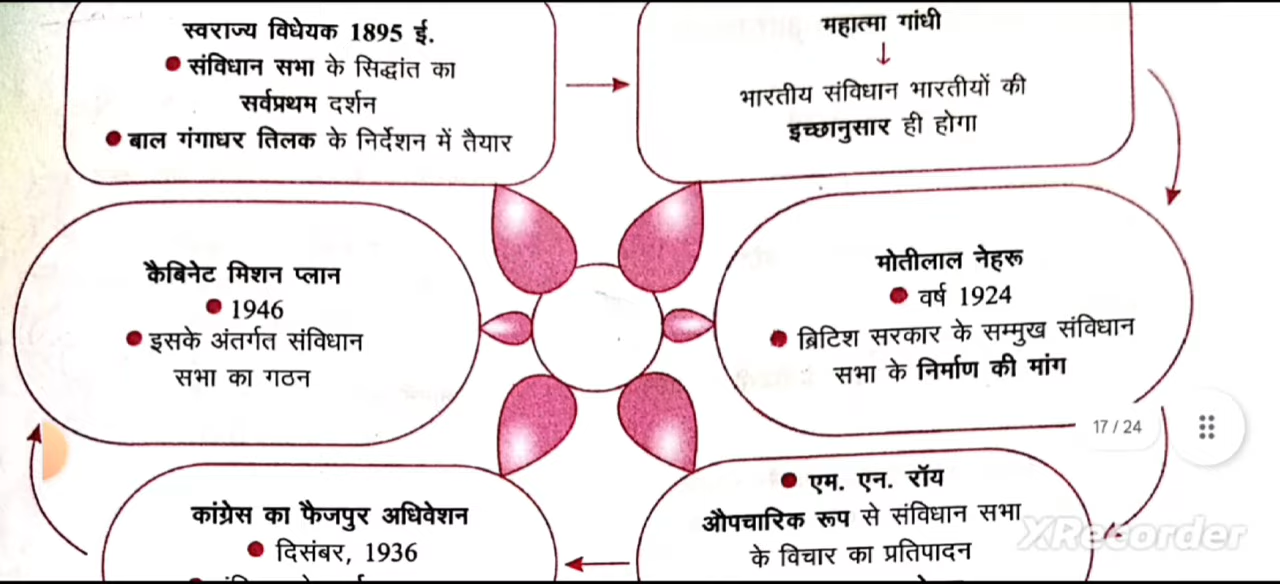 स्वराज्य विधेयक 1895 ई.
संविधान सभा के सिद्धांत का
सर्वप्रथम दर्शन
बाल गंगाधर तिलक के निर्देशन में तैयार
महात्मा गांधी
भारतीय संविधान भारतीयों की
इच्छानुसार ही होगा
मोतीलाल नेहरू
वर्ष 1924
ब्रिटिश सरकार के सम्मुख संविधान
सभा के निर्माण की मांग
17 / 24
एम. एन. रॉय
औपचारिक रूप से संविधान सभा
के विचार का प्रतिपादन
कांग्रेस का फैजपुर अधिवेशन
दिसंबर, 1936
कैबिनेट मिशन प्लान
1946
इसके अंतर्गत संविधान
सभा का गठन
XRecorder